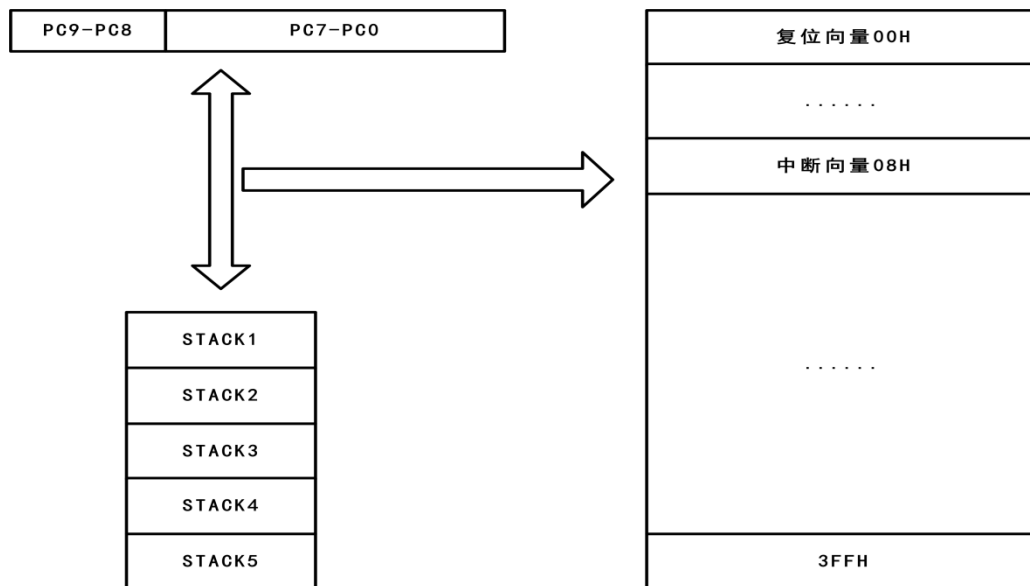 PC9-PC8
PC7-PC0
复位向量00H
......
中断向量08H
......
3FFH
STACK1
STACK2
STACK3
STACK4
STACK5